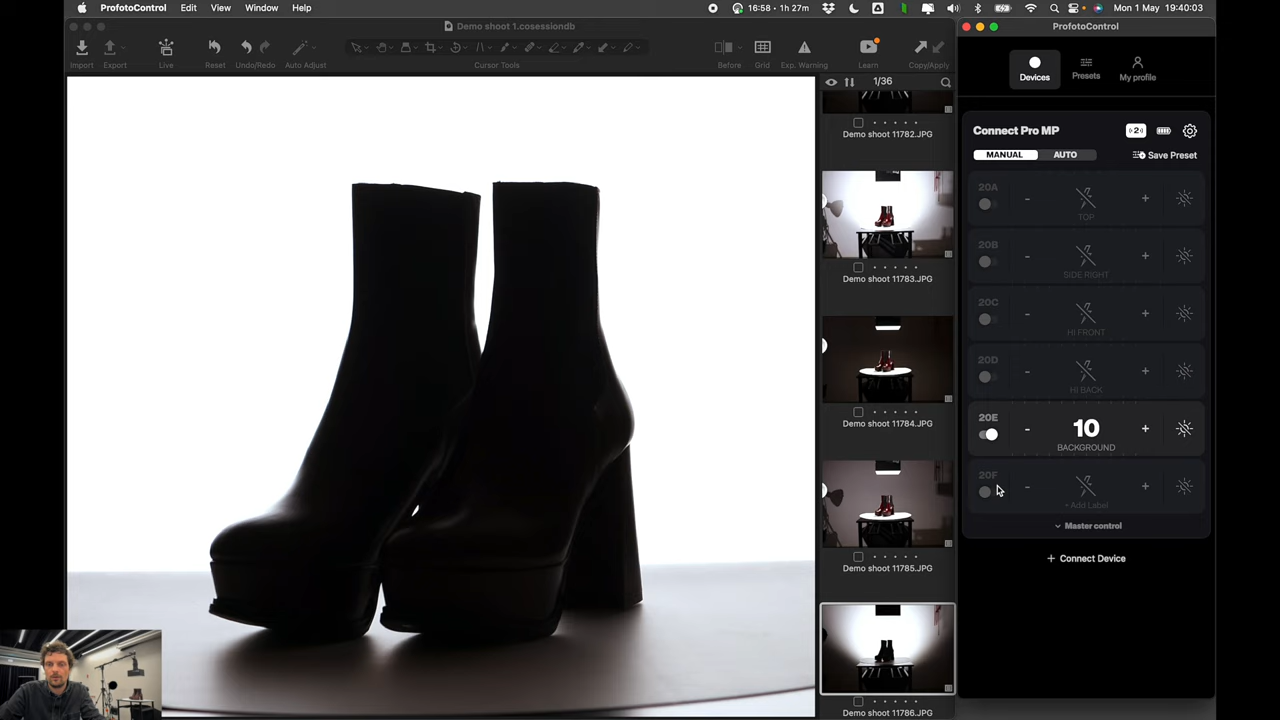 ProfotoControl Edit View Window Help
16:58 - 1h 27m
Mon 1 May 19:40:03
Demo shoot 1.cosessiondb
Import
Export
Live
Reset
Undo/Redo
Auto Adjust
Cursor Tools
Before
Grid
Exp. Warning
Learn
Copy/Apply
1/36
Demo shoot 11782.JPG
Demo shoot 11783.JPG
Demo shoot 11784.JPG
Demo shoot 11785.JPG
Demo shoot 11786.JPG
ProfotoControl
Devices
Presets
My profile
Connect Pro MP
2
MANUAL
AUTO
Save Preset
20A
- +
TOP
20B
- +
SIDE RIGHT
20C
- +
HI FRONT
20D
- +
HI BACK
20E
- 10 +
BACKGROUND
20F
- +
+ Add Label
Master control
+ Connect Device